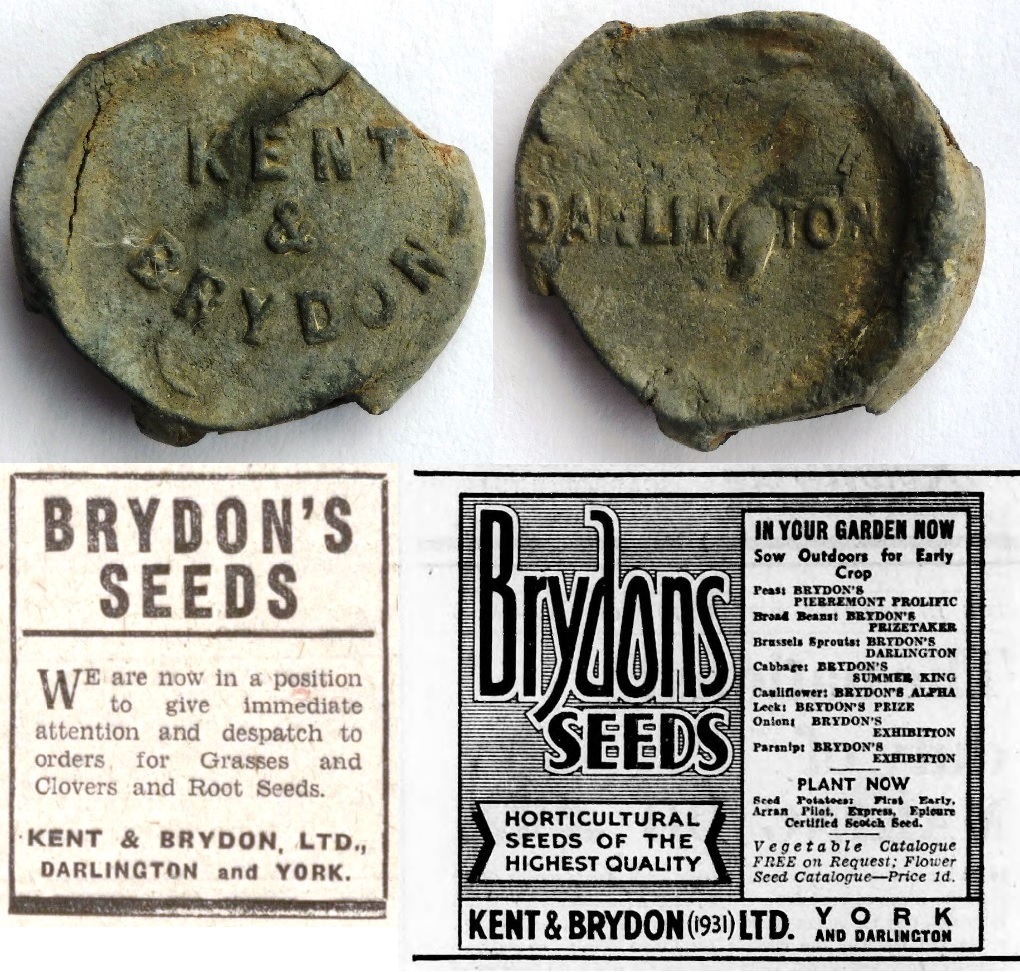 KENT
&
BRYDON
DARLINGTON
BRYDON'S
SEEDS
WE are now in a position
to give immediate
attention and despatch to
orders for Grasses and
Clovers and Root Seeds.
KENT & BRYDON, LTD.,
DARLINGTON and YORK.
Brydons
SEEDS
HORTICULTURAL
SEEDS OF THE
HIGHEST QUALITY
IN YOUR GARDEN NOW
Sow Outdoors for Early
Crop
Peas: BRYDON'S
PIERREMONT PROLIFIC
Broad Beans: BRYDON'S
PRIZETAKER
Brussels Sprouts: BRYDON'S
DARLINGTON
Cabbage: BRYDON'S
SUMMER KING
Cauliflower: BRYDON'S ALPHA
Leek: BRYDON'S PRIZE
Onion: BRYDON'S
EXHIBITION
Parsnip: BRYDON'S
EXHIBITION
PLANT NOW
Seed Potatoes: First Early,
Arran Pilot, Express, Epicure
Certified Scotch Seed.
Vegetable Catalogue
FREE on Request; Flower
Seed Catalogue—Price 1d.
KENT & BRYDON (1931) LTD.
YORK
AND DARLINGTON